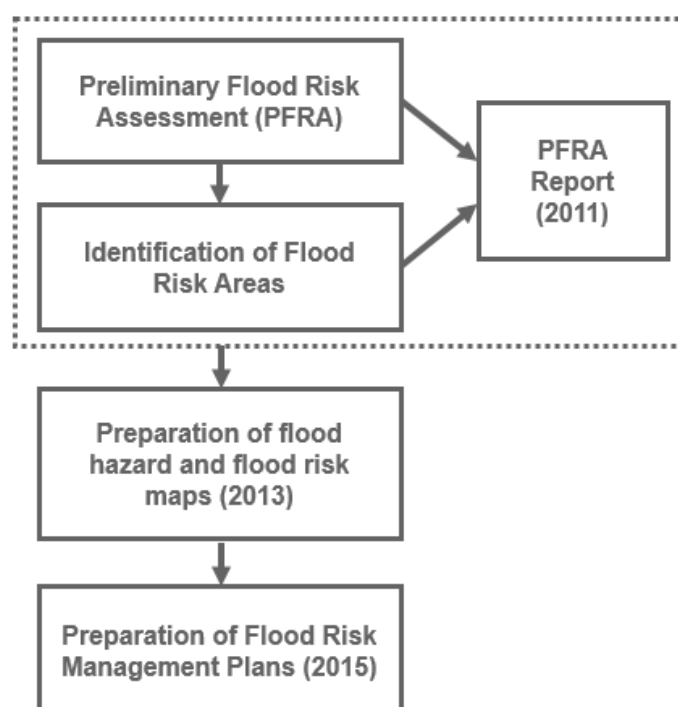 Preliminary Flood Risk
Assessment (PFRA)
PFRA
Report
(2011)
Identification of Flood
Risk Areas
Preparation of flood
hazard and flood risk
maps (2013)
Preparation of Flood Risk
Management Plans (2015)